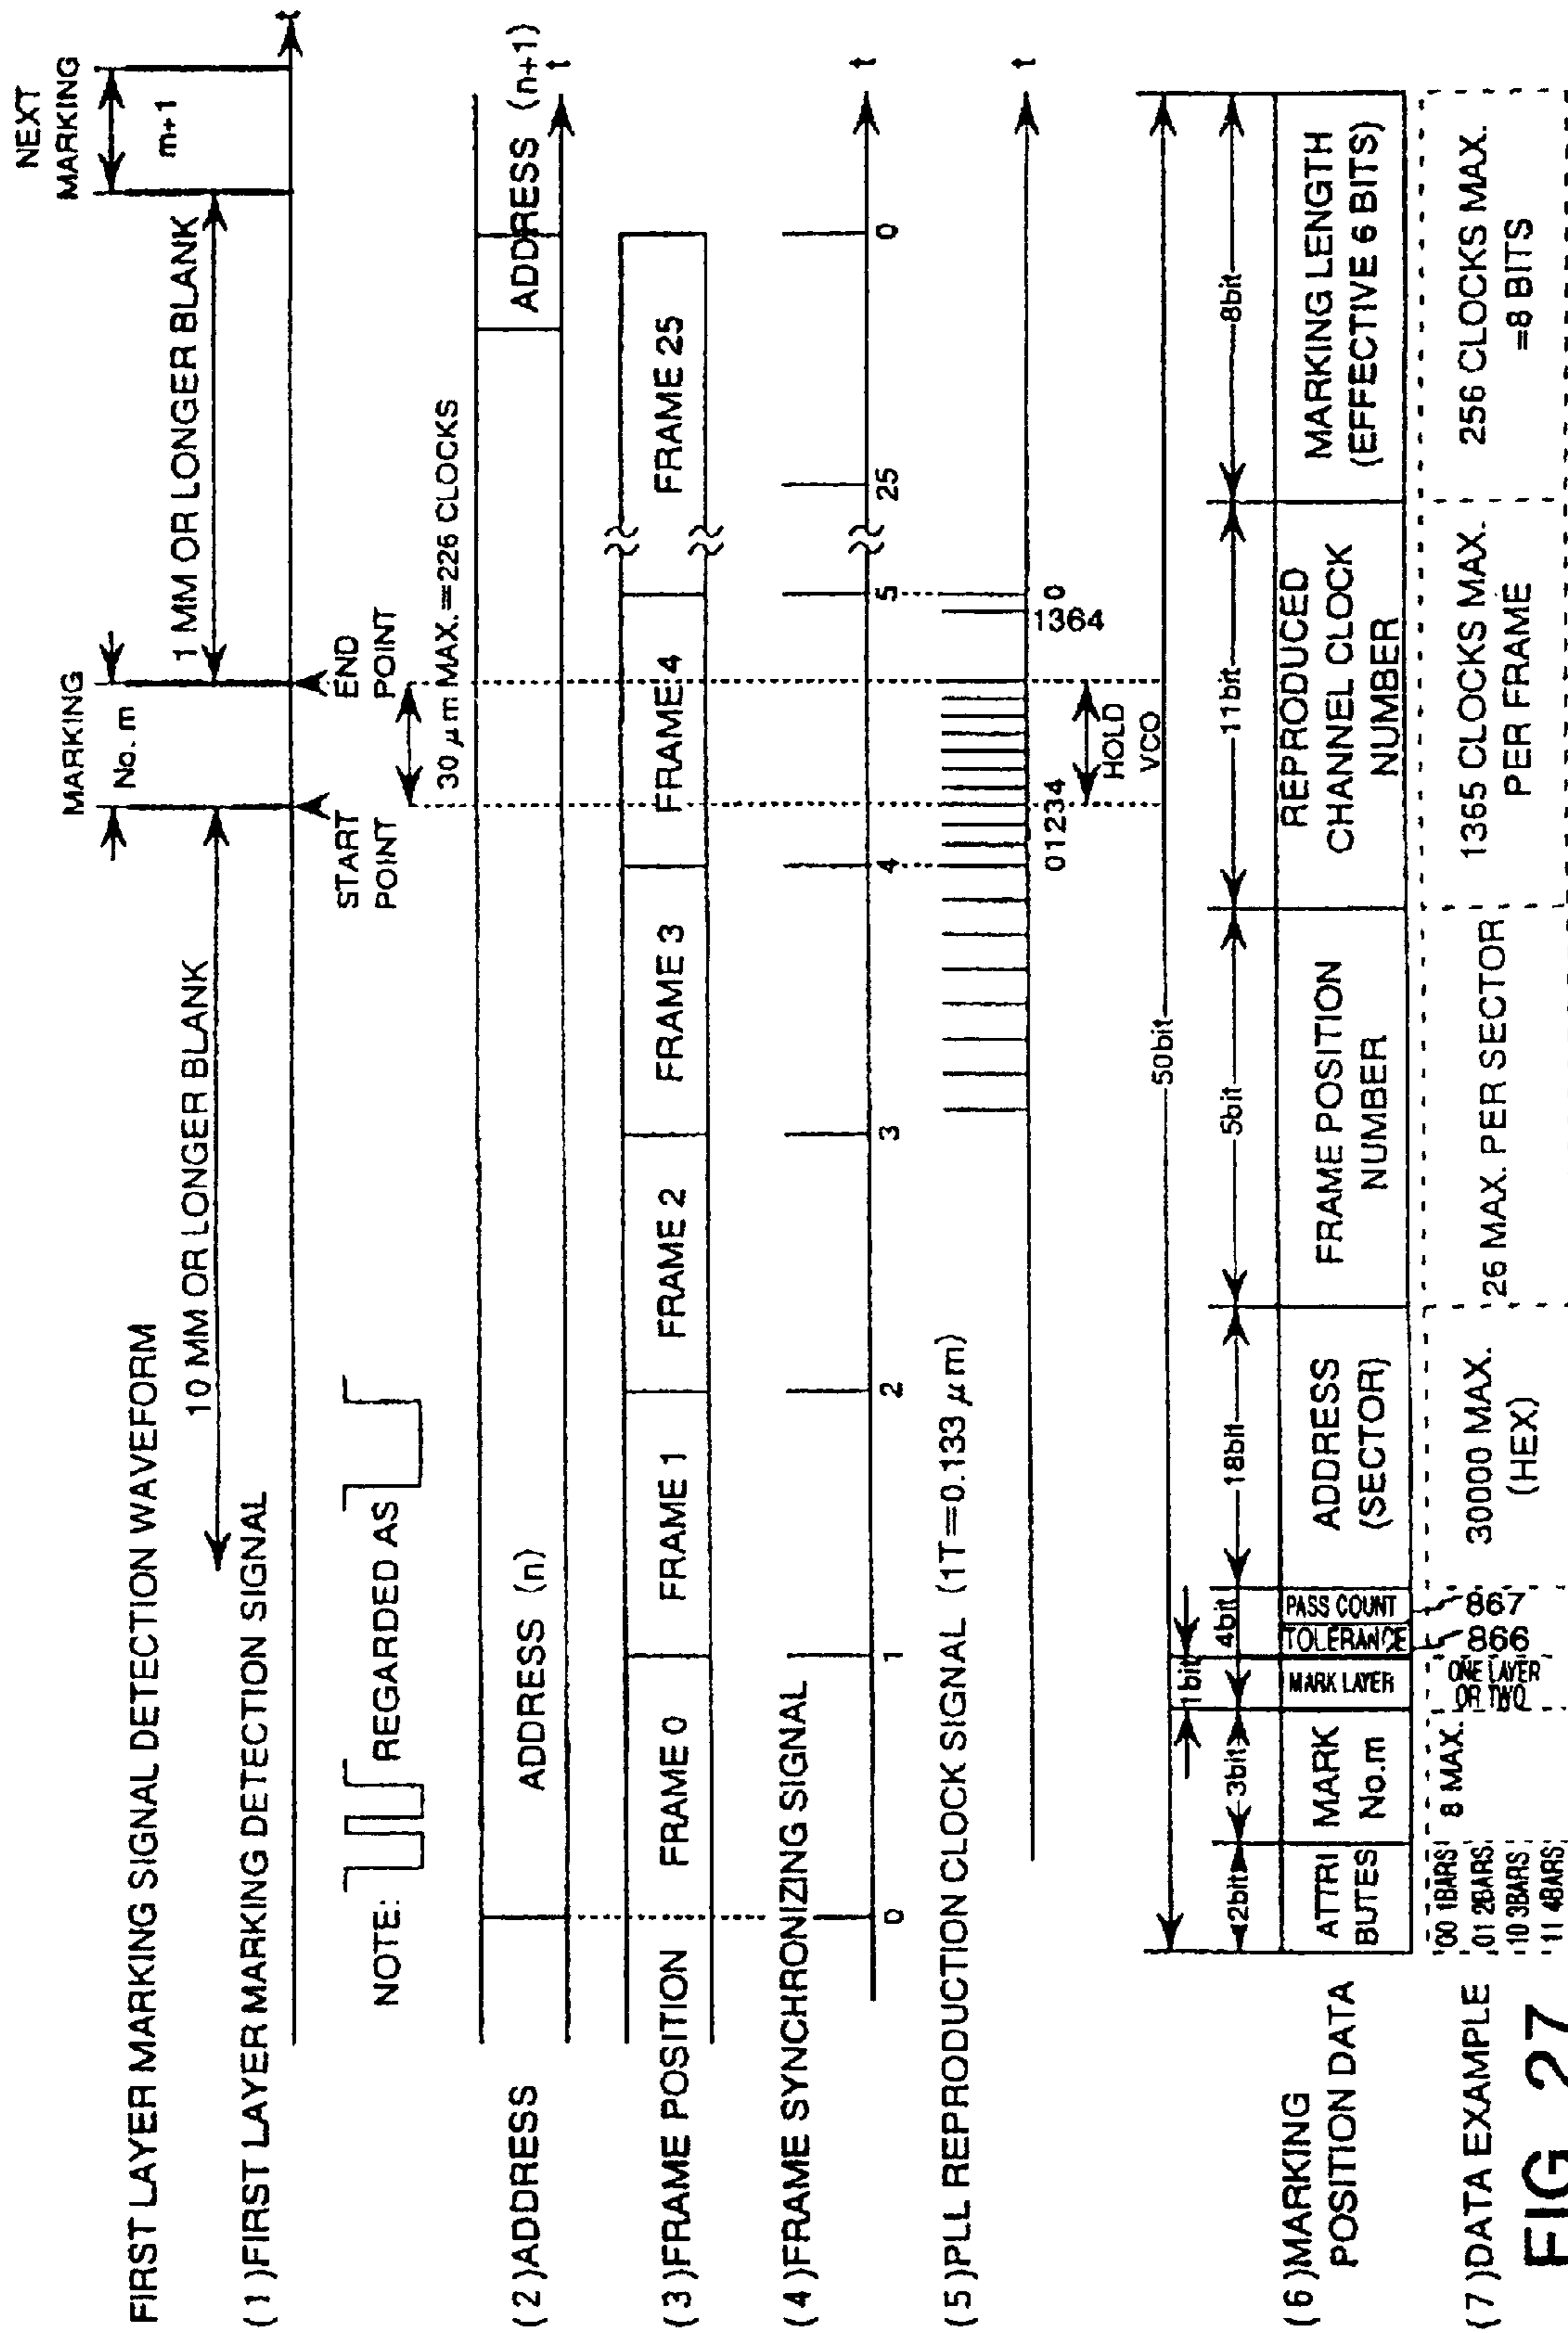 FIRST LAYER MARKING SIGNAL DETECTION WAVEFORM
NEXT
MARKING
MARKING
No. m
m+1
10 MM OR LONGER BLANK
1 MM OR LONGER BLANK
(1)FIRST LAYER MARKING DETECTION SIGNAL
t
START
POINT
END
POINT
NOTE:
REGARDED AS
30 μm MAX.=226 CLOCKS
(2)ADDRESS
ADDRESS (n)
ADDRESS (n+1)
t
(3)FRAME POSITION
FRAME 0
FRAME 1
FRAME 2
FRAME 3
FRAME 4
FRAME 25
(4)FRAME SYNCHRONIZING SIGNAL
t
0
1
2
3
4
5
25
0
(5)PLL REPRODUCTION CLOCK SIGNAL (1T=0.133 μm)
t
01234
1364
0
HOLD
VCO
50bit
2bit
3bit
1bit
4bit
18bit
5bit
11bit
8bit
(6)MARKING
POSITION DATA
ATTRI
BUTES
MARK
No.m
MARK LAYER
TOLERANCE
PASS COUNT
ADDRESS
(SECTOR)
FRAME POSITION
NUMBER
REPRODUCED
CHANNEL CLOCK
NUMBER
MARKING LENGTH
(EFFECTIVE 6 BITS)
(7)DATA EXAMPLE
00 1BARS
01 2BARS
10 3BARS
11 4BARS
8 MAX.
ONE LAYER
OR TWO
866
867
30000 MAX.
(HEX)
26 MAX. PER SECTOR
1365 CLOCKS MAX.
PER FRAME
256 CLOCKS MAX.
=8 BITS
FIG 27